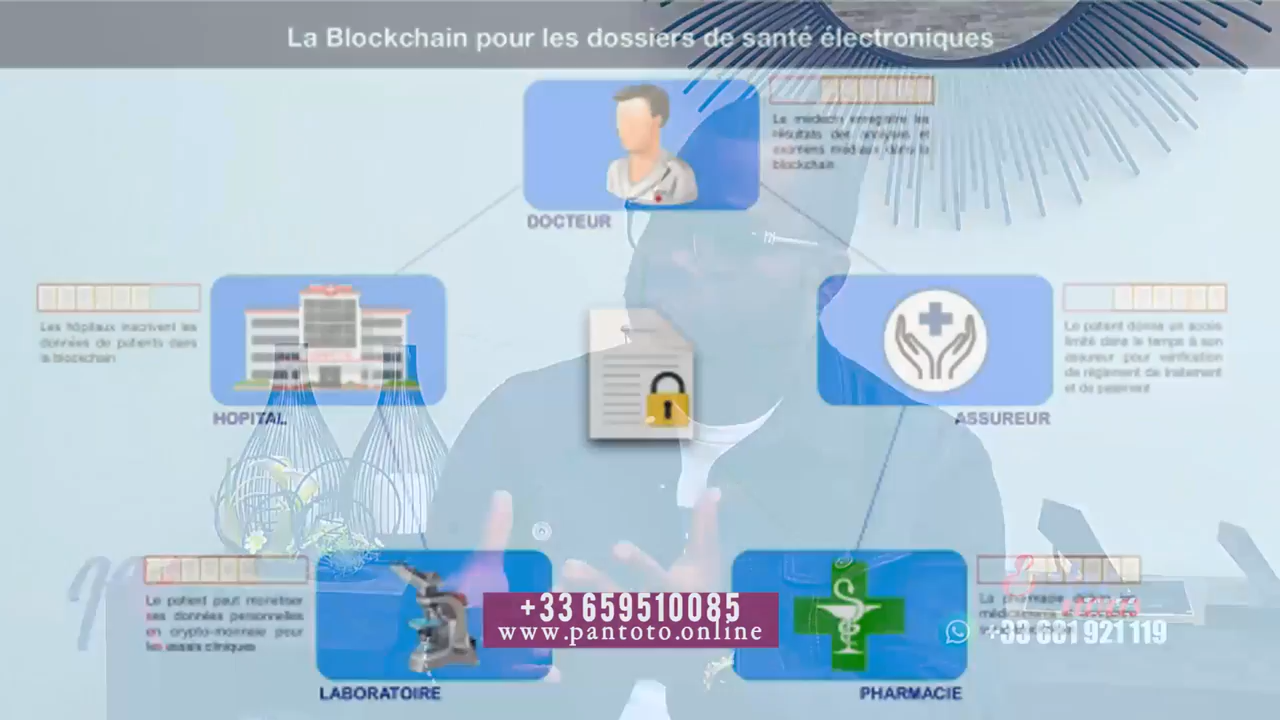 La Blockchain pour les dossiers de santé électroniques
Le médecin enregistre les
résultats des analyses et
examens médicaux dans la
blockchain
DOCTEUR
Les hôpitaux inscrivent les
données de patients dans
la blockchain
HOPITAL
Le patient donne un accès
limité dans le temps à son
assureur pour vérification
de règlement de traitement
et de paiement
ASSUREUR
Le patient peut monétiser
ses données personnelles
en crypto-monnaie pour
les essais cliniques
LABORATOIRE
+33 659510085
www.pantoto.online
PHARMACIE
La pharmacie
+33 681 921 119